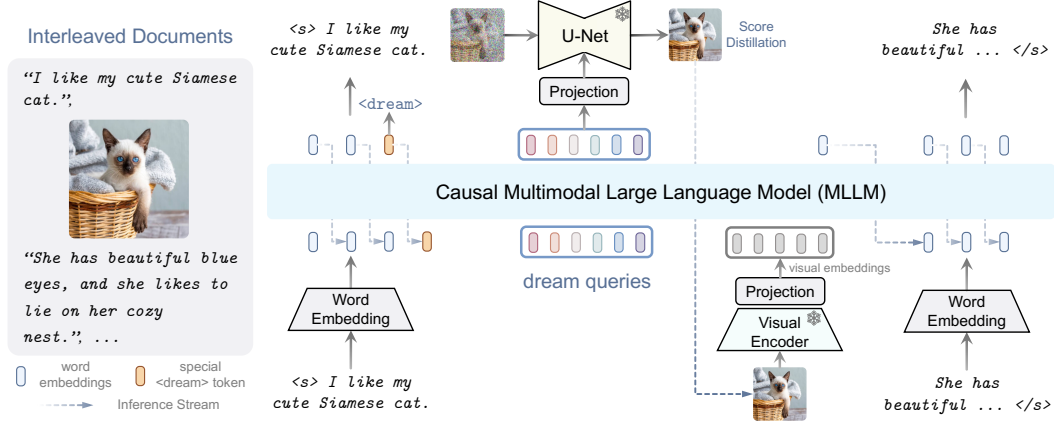 Interleaved Documents
“I like my cute Siamese
cat.”,
“She has beautiful blue
eyes, and she likes to
lie on her cozy
nest.”, ...
word
embeddings
special
<dream> token
Inference Stream
<s> I like my
cute Siamese cat.
<dream>
U-Net
Score
Distillation
Projection
She has
beautiful ... </s>
Causal Multimodal Large Language Model (MLLM)
dream queries
visual embeddings
Projection
Visual
Encoder
Word
Embedding
Word
Embedding
<s> I like my
cute Siamese cat.
She has
beautiful ... </s>